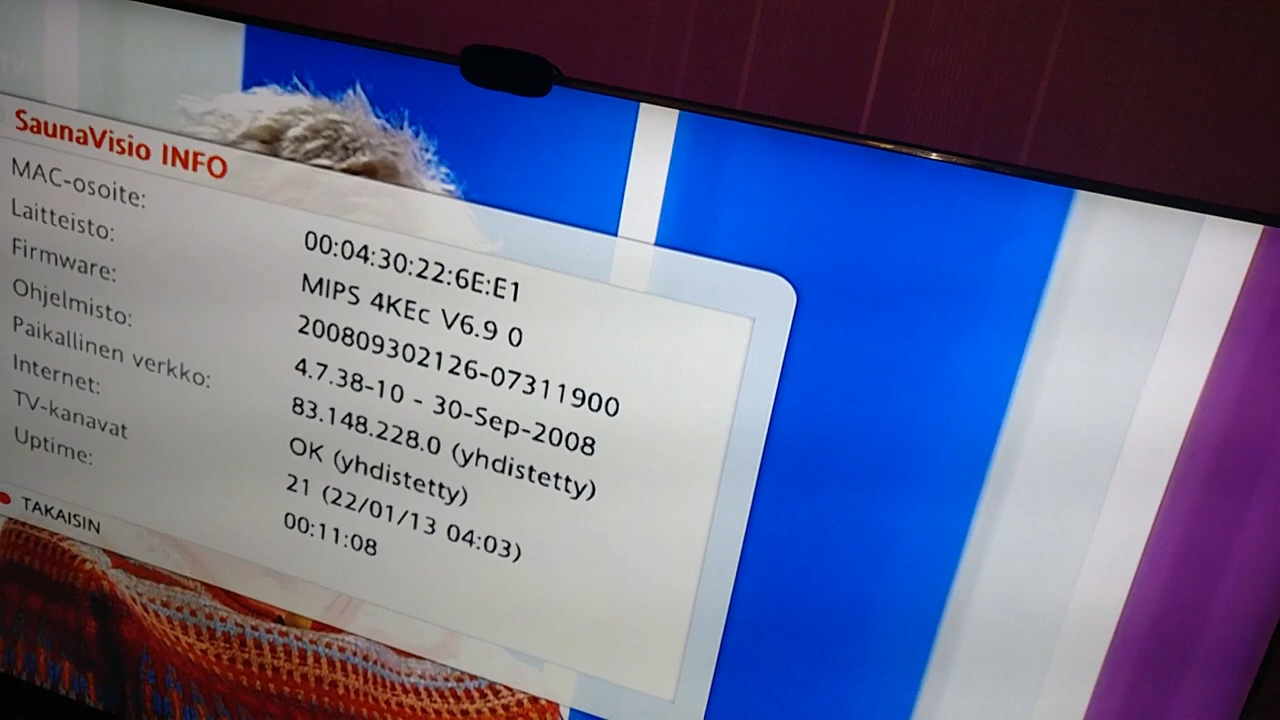 SaunaVisio INFO
MAC-osoite: 00:04:30:22:6E:E1
Laitteisto: MIPS 4KEc V6.9 0
Firmware: 200809302126-07311900
Ohjelmisto: 4.7.38-10 - 30-Sep-2008
Paikallinen verkko: 83.148.228.0 (yhdistetty)
Internet: OK (yhdistetty)
TV-kanavat 21 (22/01/13 04:03)
Uptime: 00:11:08
TAKAISIN